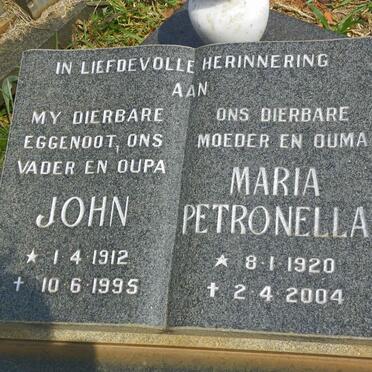 IN LIEFDEVOLLE HERINNERING
AAN
MY DIERBARE
EGGENOOT, ONS
VADER EN OUPA
JOHN
★ 1·4·1912
✝ 10·6·1995
ONS DIERBARE
MOEDER EN OUMA
MARIA
PETRONELLA
★ 8·1·1920
✝ 2·4·2004